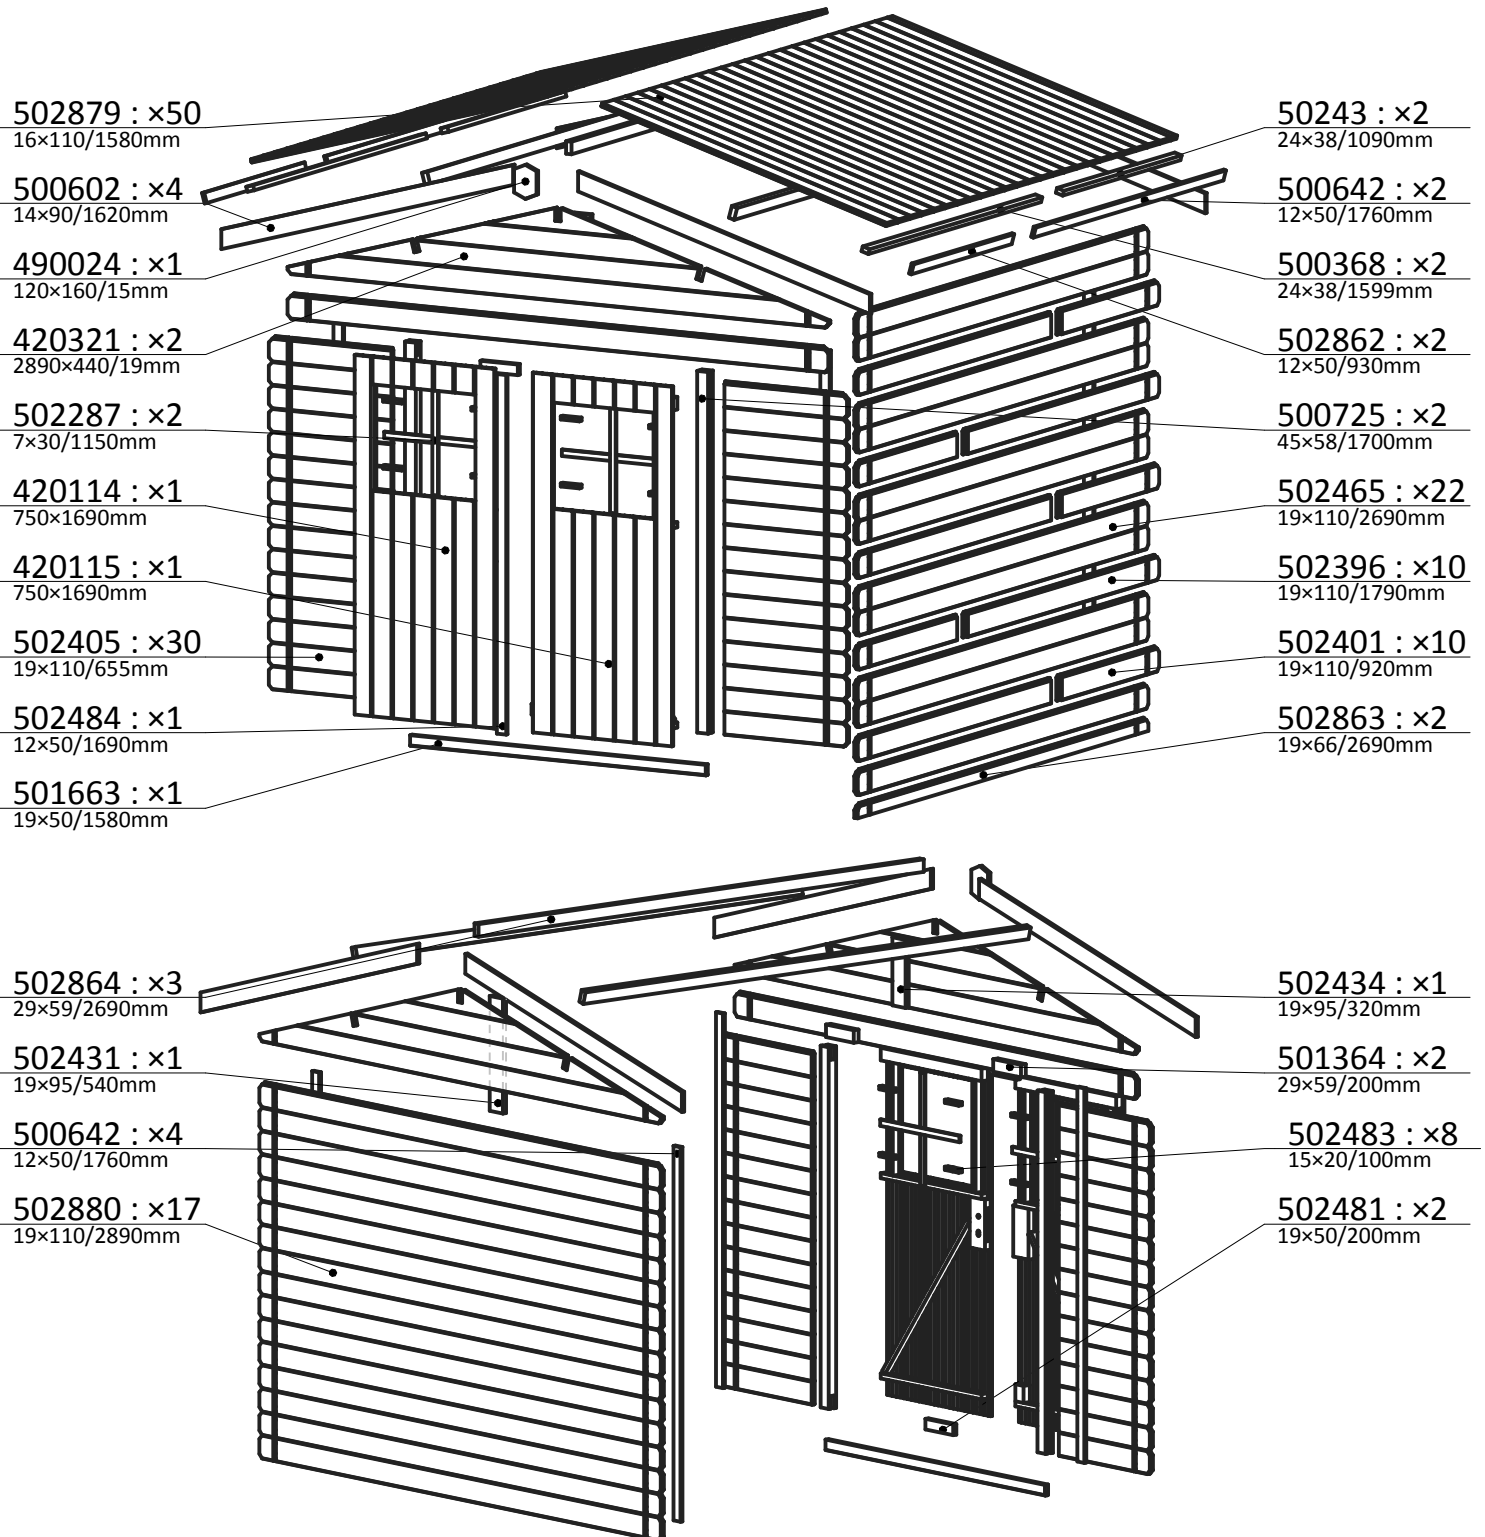 502879 : ×50
16×110/1580mm
500602 : ×4
14×90/1620mm
490024 : ×1
120×160/15mm
420321 : ×2
2890×440/19mm
502287 : ×2
7×30/1150mm
420114 : ×1
750×1690mm
420115 : ×1
750×1690mm
502405 : ×30
19×110/655mm
502484 : ×1
12×50/1690mm
501663 : ×1
19×50/1580mm
50243 : ×2
24×38/1090mm
500642 : ×2
12×50/1760mm
500368 : ×2
24×38/1599mm
502862 : ×2
12×50/930mm
500725 : ×2
45×58/1700mm
502465 : ×22
19×110/2690mm
502396 : ×10
19×110/1790mm
502401 : ×10
19×110/920mm
502863 : ×2
19×66/2690mm
502864 : ×3
29×59/2690mm
502431 : ×1
19×95/540mm
500642 : ×4
12×50/1760mm
502880 : ×17
19×110/2890mm
502434 : ×1
19×95/320mm
501364 : ×2
29×59/200mm
502483 : ×8
15×20/100mm
502481 : ×2
19×50/200mm